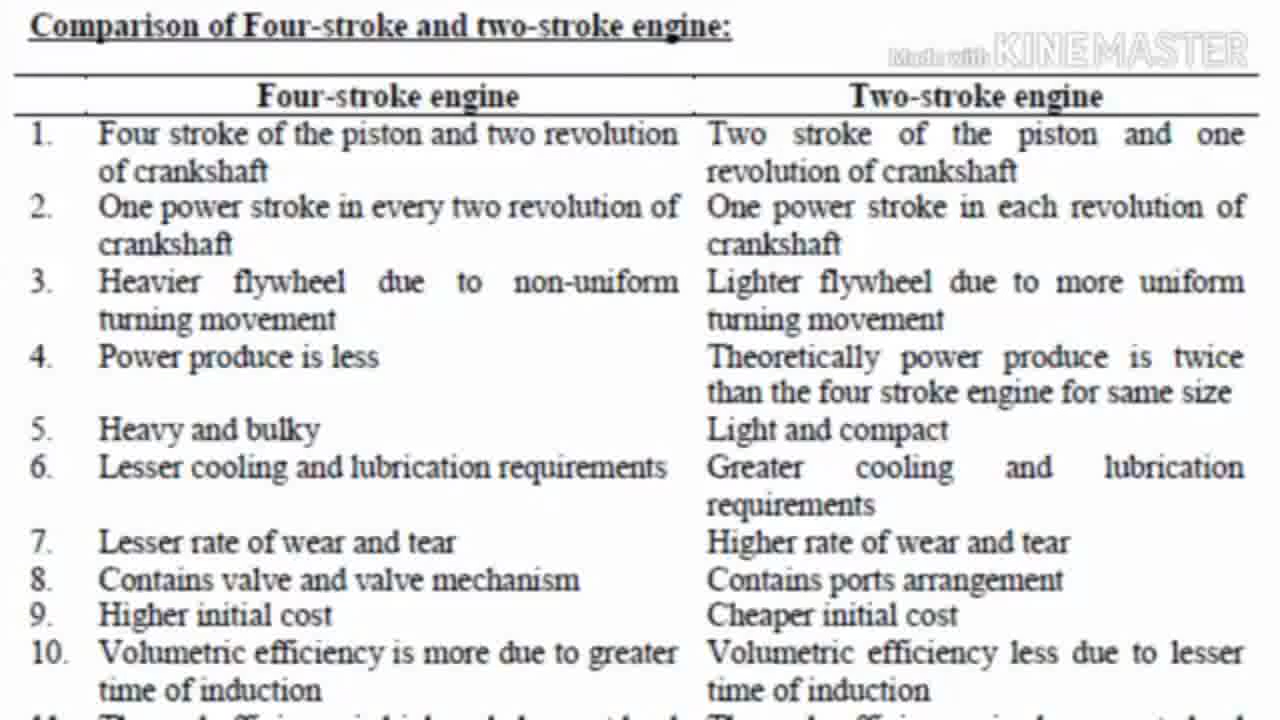 Comparison of Four-stroke and two-stroke engine:
Made with KINEMASTER
Four-stroke engine Two-stroke engine
1. Four stroke of the piston and two revolution Two stroke of the piston and one
of crankshaft revolution of crankshaft
2. One power stroke in every two revolution of One power stroke in each revolution of
crankshaft crankshaft
3. Heavier flywheel due to non-uniform Lighter flywheel due to more uniform
turning movement turning movement
4. Power produce is less Theoretically power produce is twice
than the four stroke engine for same size
5. Heavy and bulky Light and compact
6. Lesser cooling and lubrication requirements Greater cooling and lubrication
requirements
7. Lesser rate of wear and tear Higher rate of wear and tear
8. Contains valve and valve mechanism Contains ports arrangement
9. Higher initial cost Cheaper initial cost
10. Volumetric efficiency is more due to greater Volumetric efficiency less due to lesser
time of induction time of induction